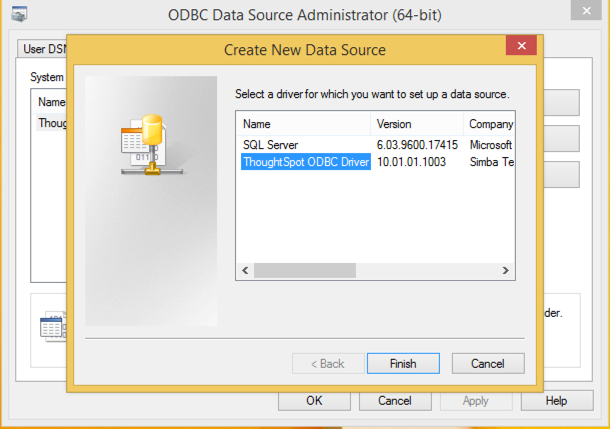 ODBC Data Source Administrator (64-bit)
User DSN
Create New Data Source
System
Name
Select a driver for which you want to set up a data source.
Name Version Company
SQL Server 6.03.9600.17415 Microsoft
ThoughtSpot ODBC Driver 10.01.01.1003 Simba Te
Thoug
der.
< Back Finish Cancel
OK Cancel Apply Help